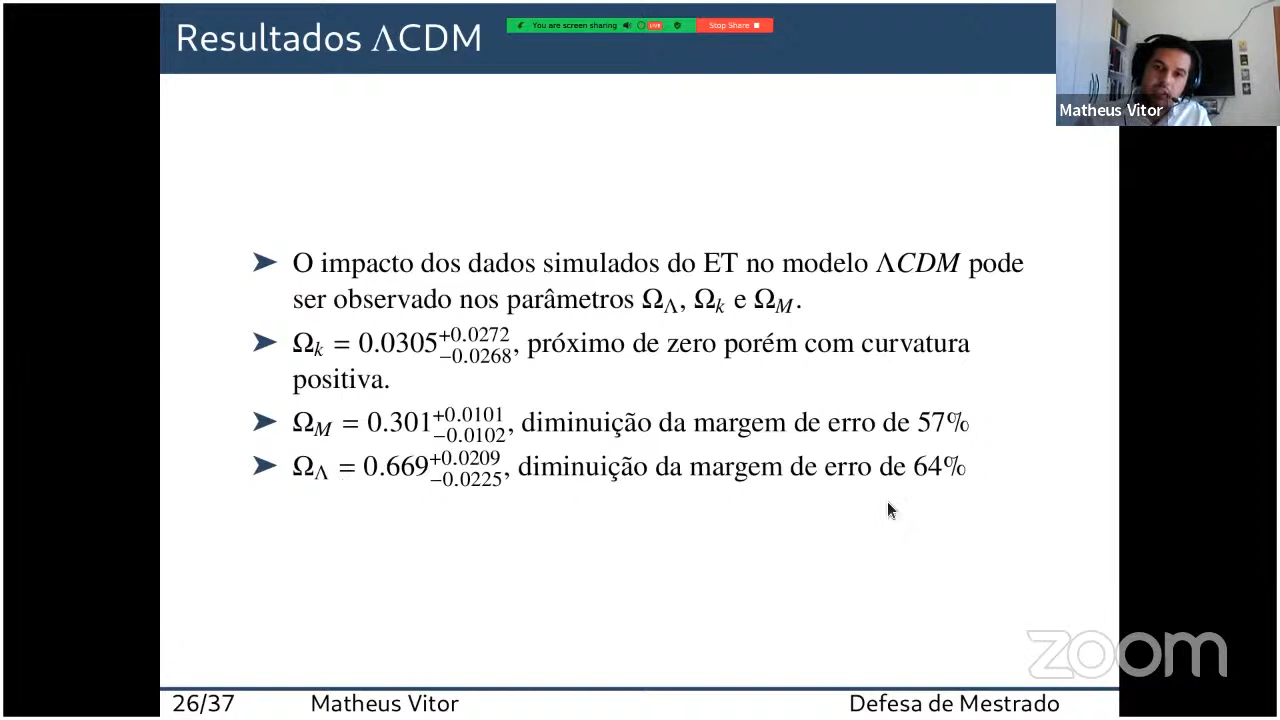 Resultados ΛCDM
You are screen sharing
LIVE
Stop Share
Matheus Vitor
➤ O impacto dos dados simulados do ET no modelo ΛCDM pode
ser observado nos parâmetros Ω_Λ, Ω_k e Ω_M.
➤ Ω_k = 0.0305^{+0.0272}_{−0.0268}, próximo de zero porém com curvatura
positiva.
➤ Ω_M = 0.301^{+0.0101}_{−0.0102}, diminuição da margem de erro de 57%
➤ Ω_Λ = 0.669^{+0.0209}_{−0.0225}, diminuição da margem de erro de 64%
zoom
26/37 Matheus Vitor Defesa de Mestrado